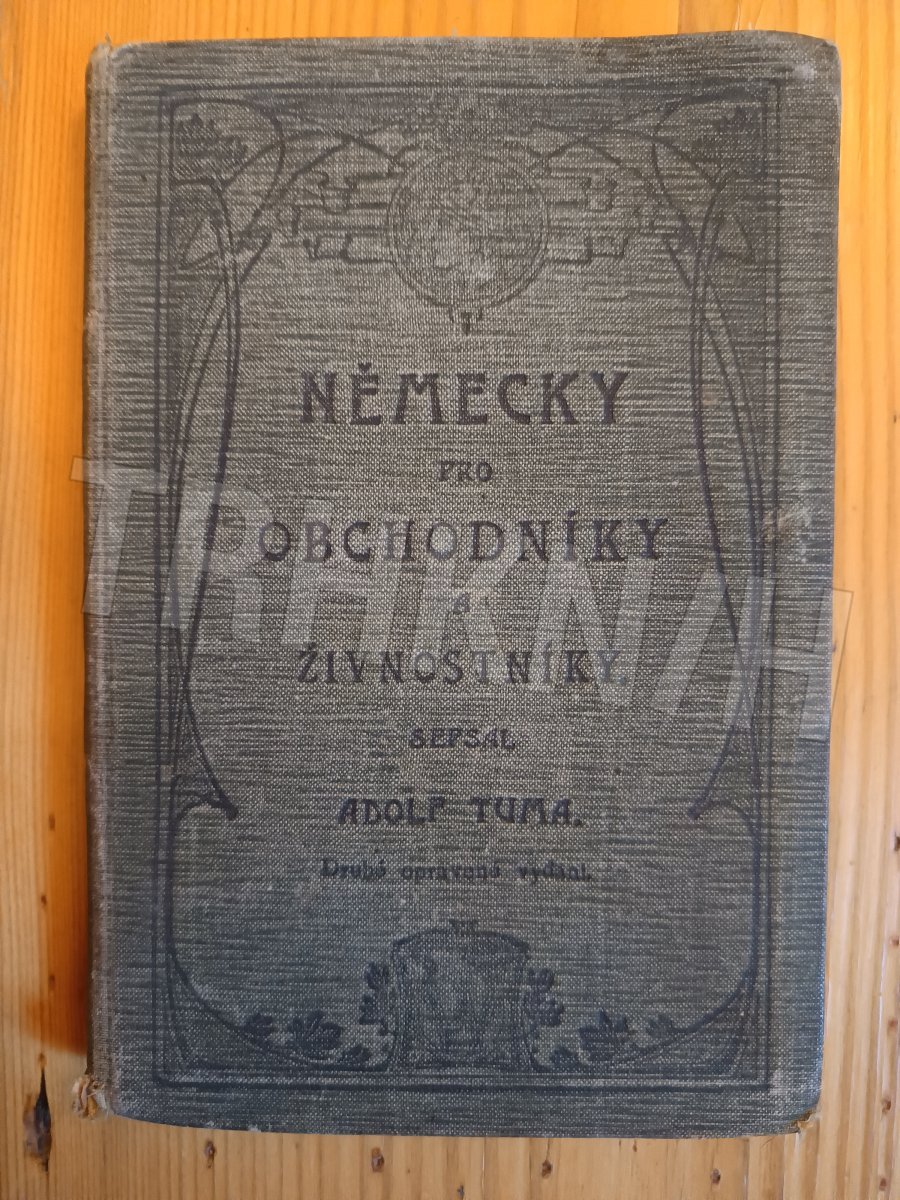 NĚMECKY
PRO
OBCHODNÍKY
A
ŽIVNOSTNÍKY.
SEPSAL
ADOLF TUMA.
Druhé opravené vydání.